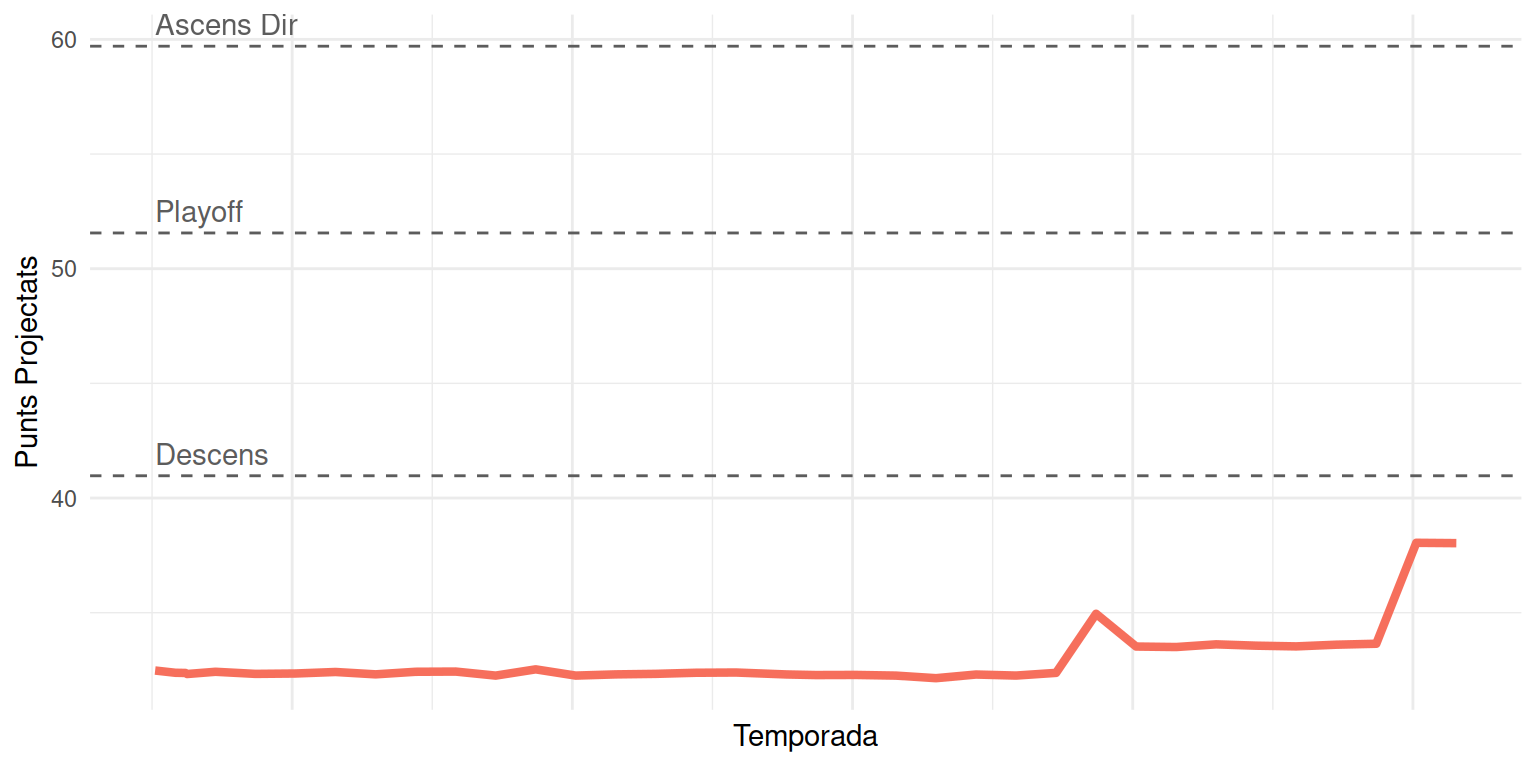 Ascens Dir
60
Playoff
50
Descens
40
Punts Projectats
Temporada